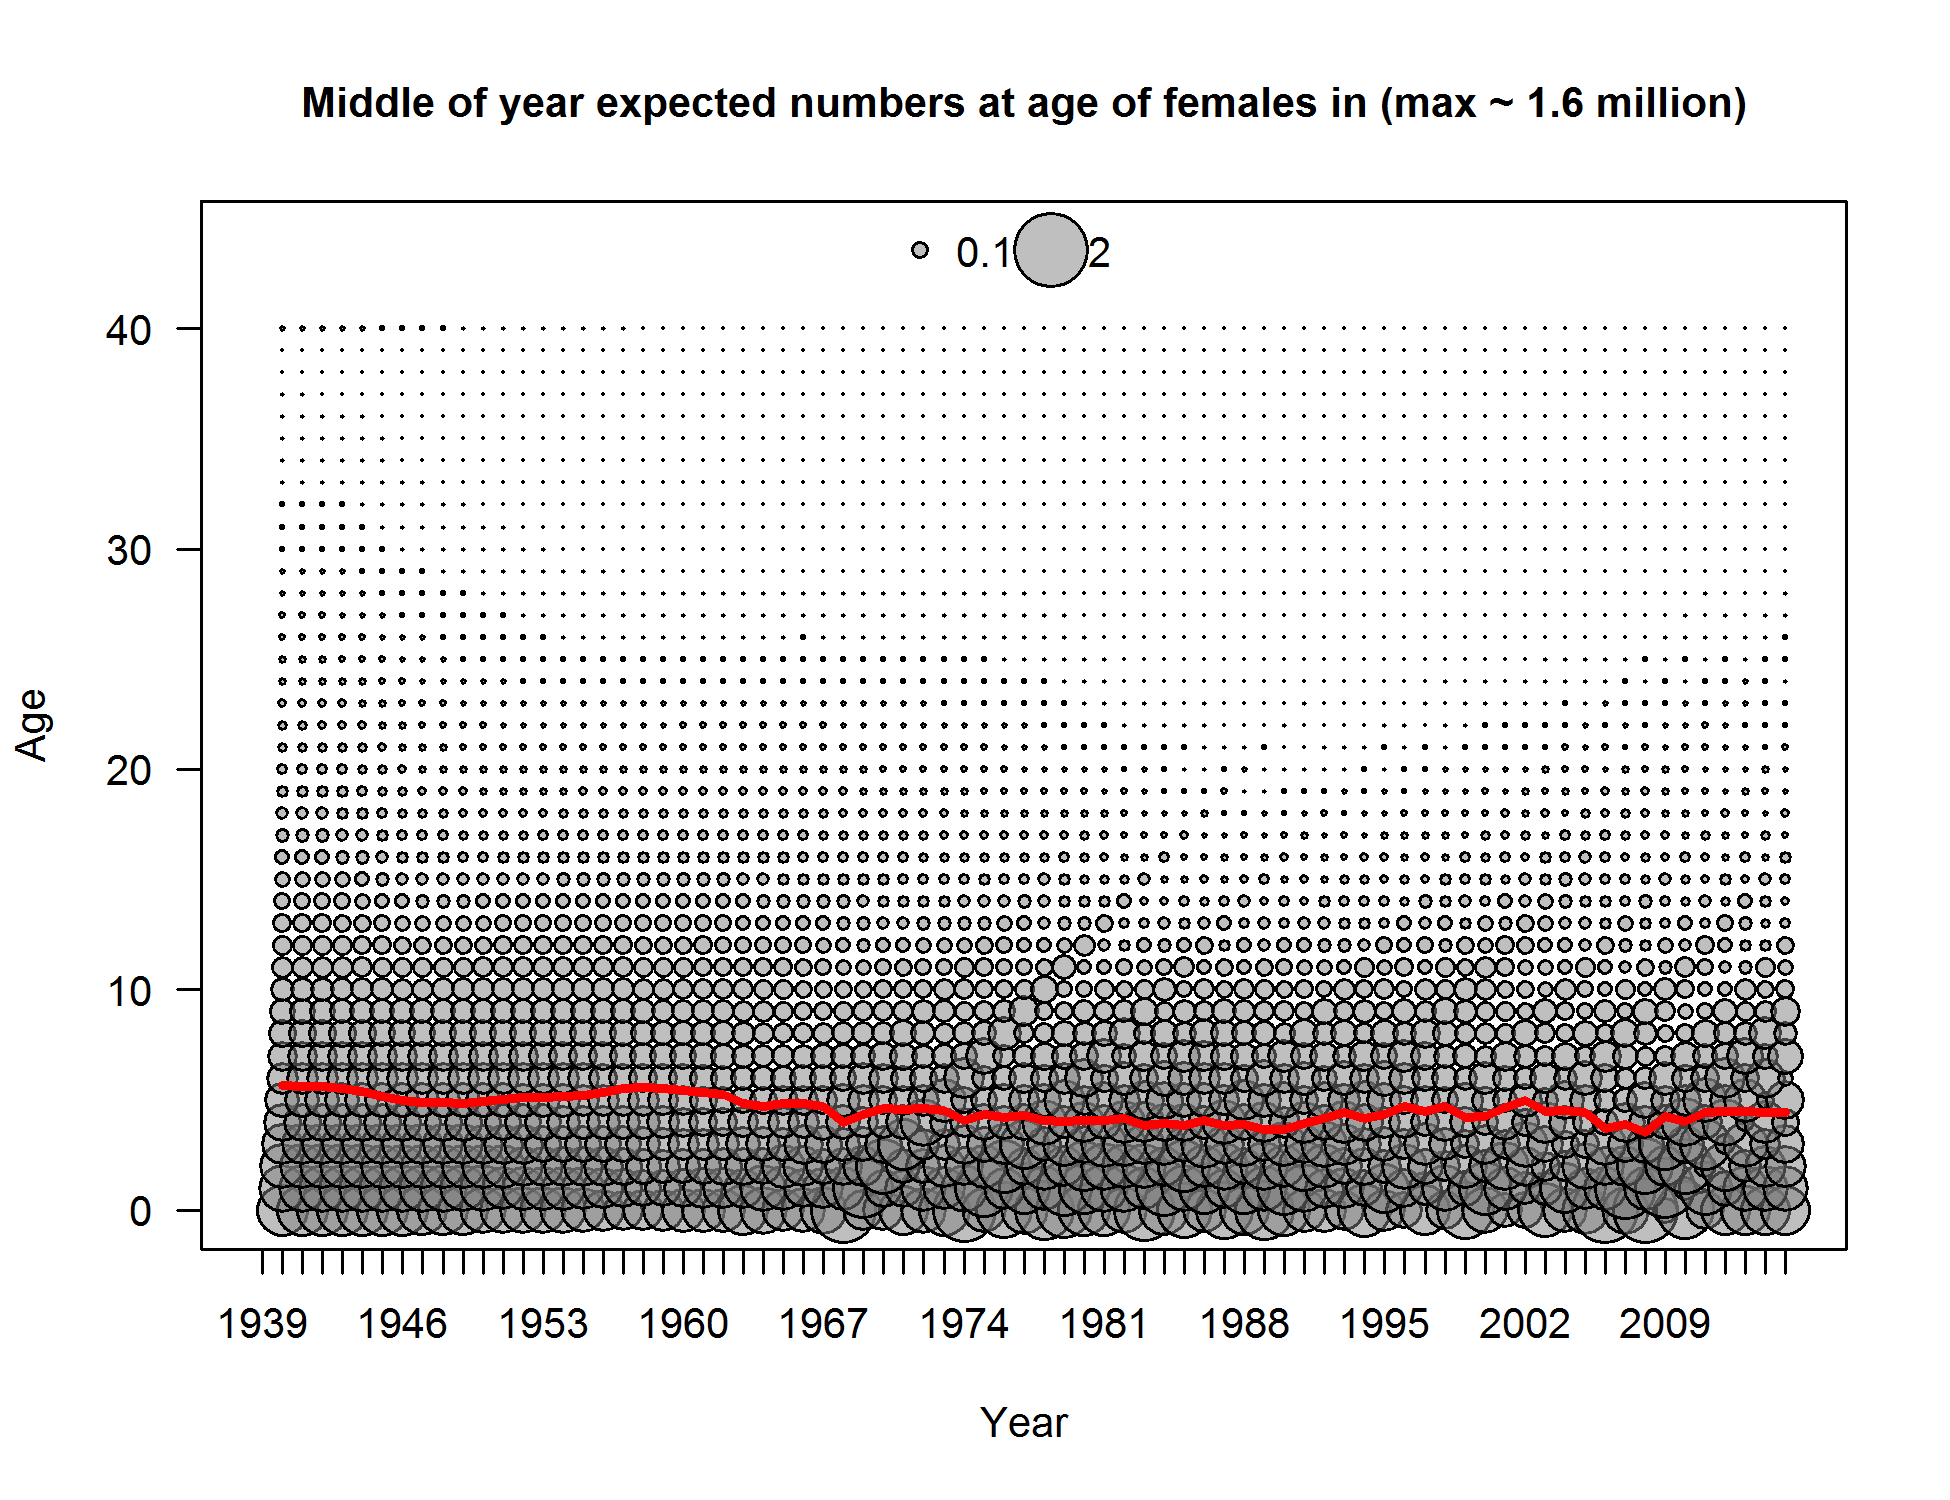 Middle of year expected numbers at age of females in (max ~ 1.6 million)
0.1 2
40
30
20
10
0
Age
1939 1946 1953 1960 1967 1974 1981 1988 1995 2002 2009
Year